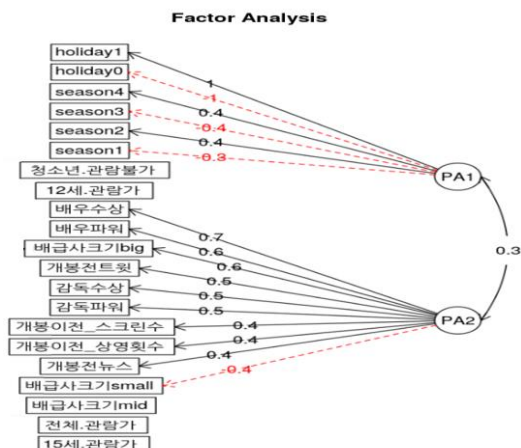 Factor Analysis
holiday1
holiday0
season4
season3
season2
season1
청소년.관람불가
12세.관람가
배우수상
배우파워
배급사크기big
개봉전트윗
감독수상
감독파워
개봉이전_스크린수
개봉이전_상영횟수
개봉전뉴스
배급사크기small
배급사크기mid
전체.관람가
15세.관람가
1
-1
0.4
-0.4
0.4
-0.3
PA1
0.3
0.7
0.6
0.6
0.5
0.5
0.5
0.4
0.4
0.4
-0.4
PA2